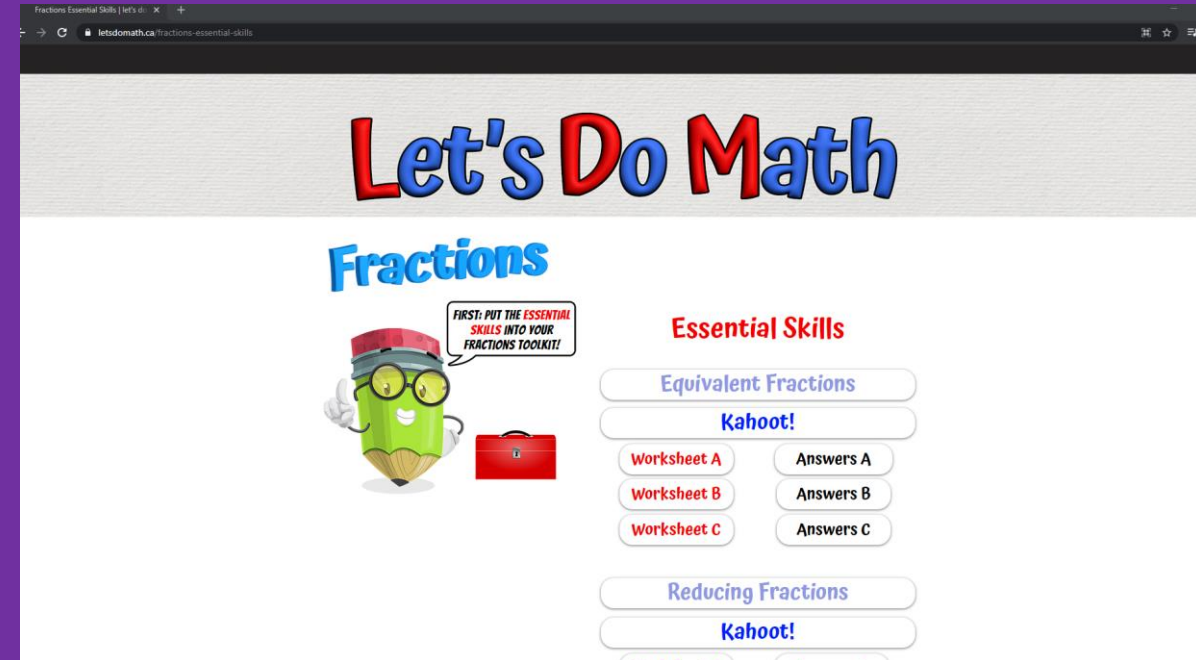 Fractions Essential Skills | let's do
letsdomath.ca/fractions-essential-skills
Let's Do Math
Fractions
FIRST: PUT THE ESSENTIAL
SKILLS INTO YOUR
FRACTIONS TOOLKIT!
Essential Skills
Equivalent Fractions
Kahoot!
Worksheet A
Answers A
Worksheet B
Answers B
Worksheet C
Answers C
Reducing Fractions
Kahoot!